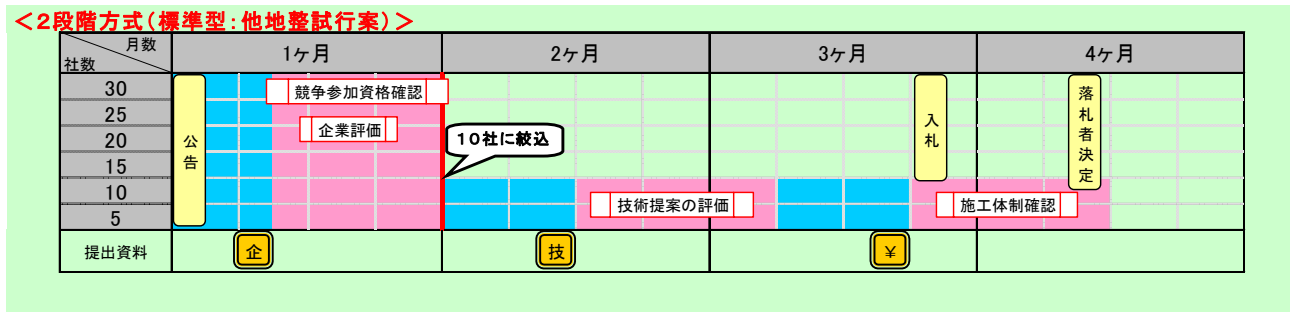 ＜２段階方式（標準型：他地整試行案）＞
月数
社数
1ヶ月
2ヶ月
3ヶ月
4ヶ月
30
25
20
15
10
5
公告
競争参加資格確認
企業評価
１０社に絞込
技術提案の評価
入札
施工体制確認
落札者決定
提出資料
企
技
￥